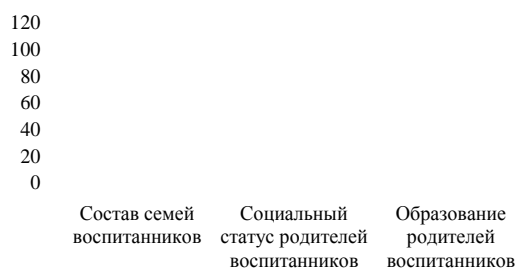 120
100
80
60
40
20
0
Состав семей
воспитанников
Социальный
статус родителей
воспитанников
Образование
родителей
воспитанников